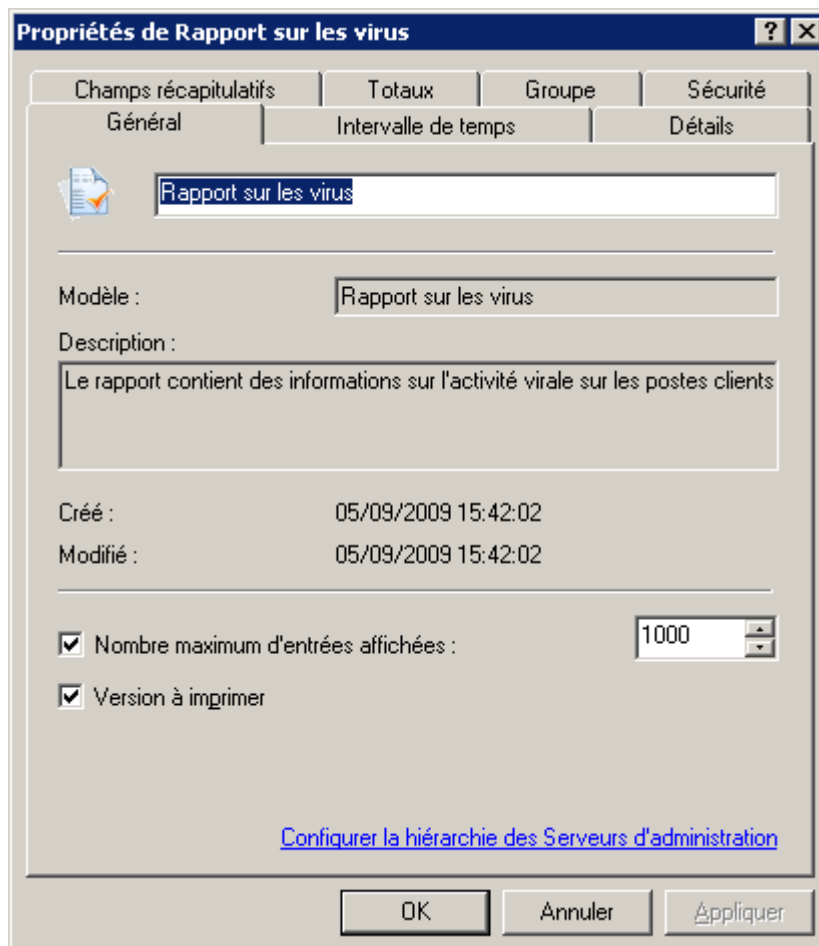 Propriétés de Rapport sur les virus
Champs récapitulatifs Totaux Groupe Sécurité
Général Intervalle de temps Détails
Rapport sur les virus
Modèle : Rapport sur les virus
Description :
Le rapport contient des informations sur l'activité virale sur les postes clients
Créé : 05/09/2009 15:42:02
Modifié : 05/09/2009 15:42:02
Nombre maximum d'entrées affichées : 1000
Version à imprimer
Configurer la hiérarchie des Serveurs d'administration
OK Annuler Appliquer